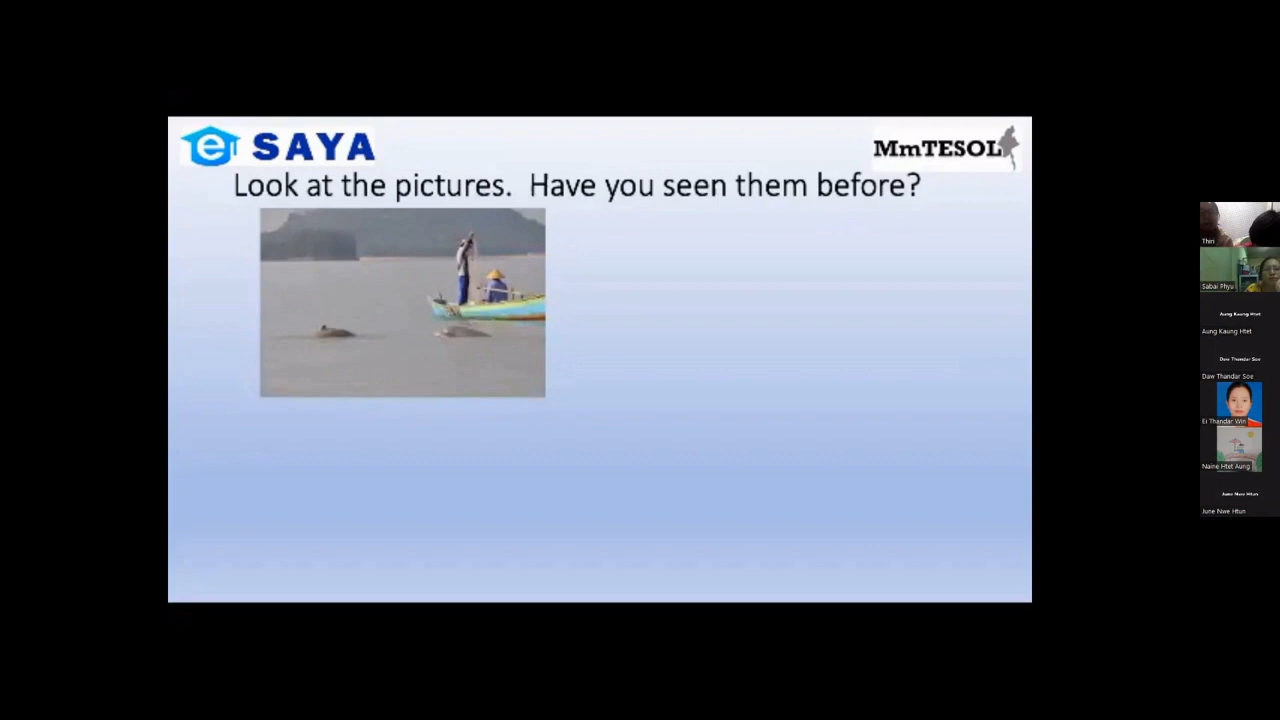 e SAYA
MmTESOL
Look at the pictures. Have you seen them before?
Thiri
Sabai Phyu
Aung Kaung Htet
Aung Kaung Htet
Daw Thandar Soe
Daw Thandar Soe
Ei Thandar Win
Naine Htet Aung
June Nwe Htun
June Nwe Htun